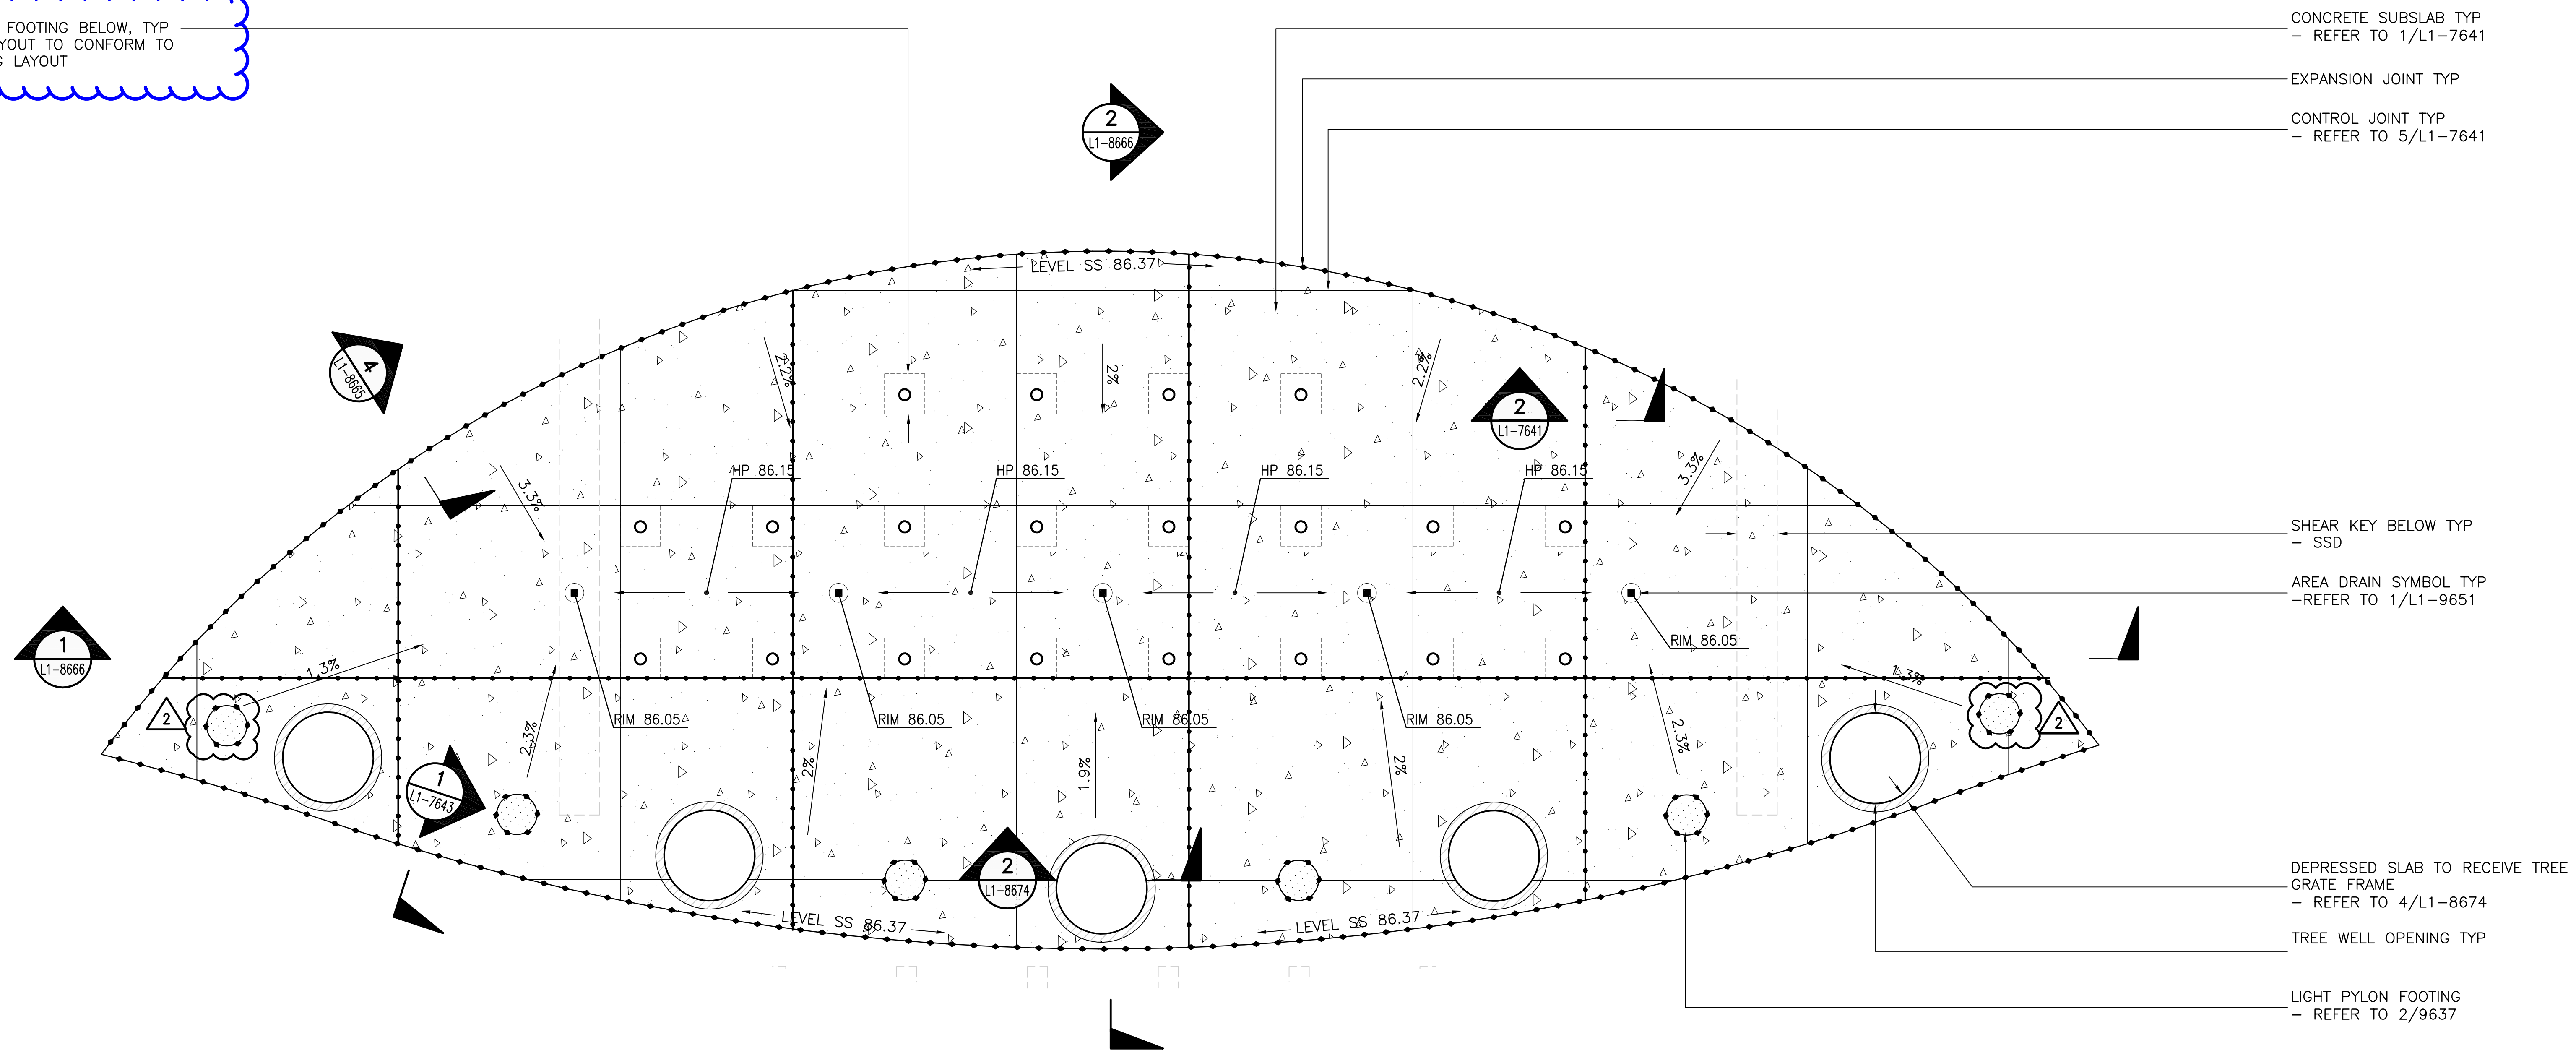 FOOTING BELOW, TYP
YOUT TO CONFORM TO
LAYOUT
CONCRETE SUBSLAB TYP
– REFER TO 1/L1–7641
EXPANSION JOINT TYP
CONTROL JOINT TYP
– REFER TO 5/L1–7641
2
L1–8666
LEVEL SS 86.37
4
L1–8665
2.2%
2%
2.2%
2
L1–7641
HP 86.15
HP 86.15
HP 86.15
HP 86.15
3.3%
3.3%
SHEAR KEY BELOW TYP
– SSD
AREA DRAIN SYMBOL TYP
–REFER TO 1/L1–9651
1
L1–8666
RIM 86.05
1.3%
1.3%
2
2
RIM 86.05
RIM 86.05
RIM 86.05
RIM 86.05
2.3%
2%
1.9%
2%
2.3%
1
L1–7643
2
L1–8674
DEPRESSED SLAB TO RECEIVE TREE
GRATE FRAME
– REFER TO 4/L1–8674
LEVEL SS 86.37
LEVEL SS 86.37
TREE WELL OPENING TYP
LIGHT PYLON FOOTING
– REFER TO 2/9637